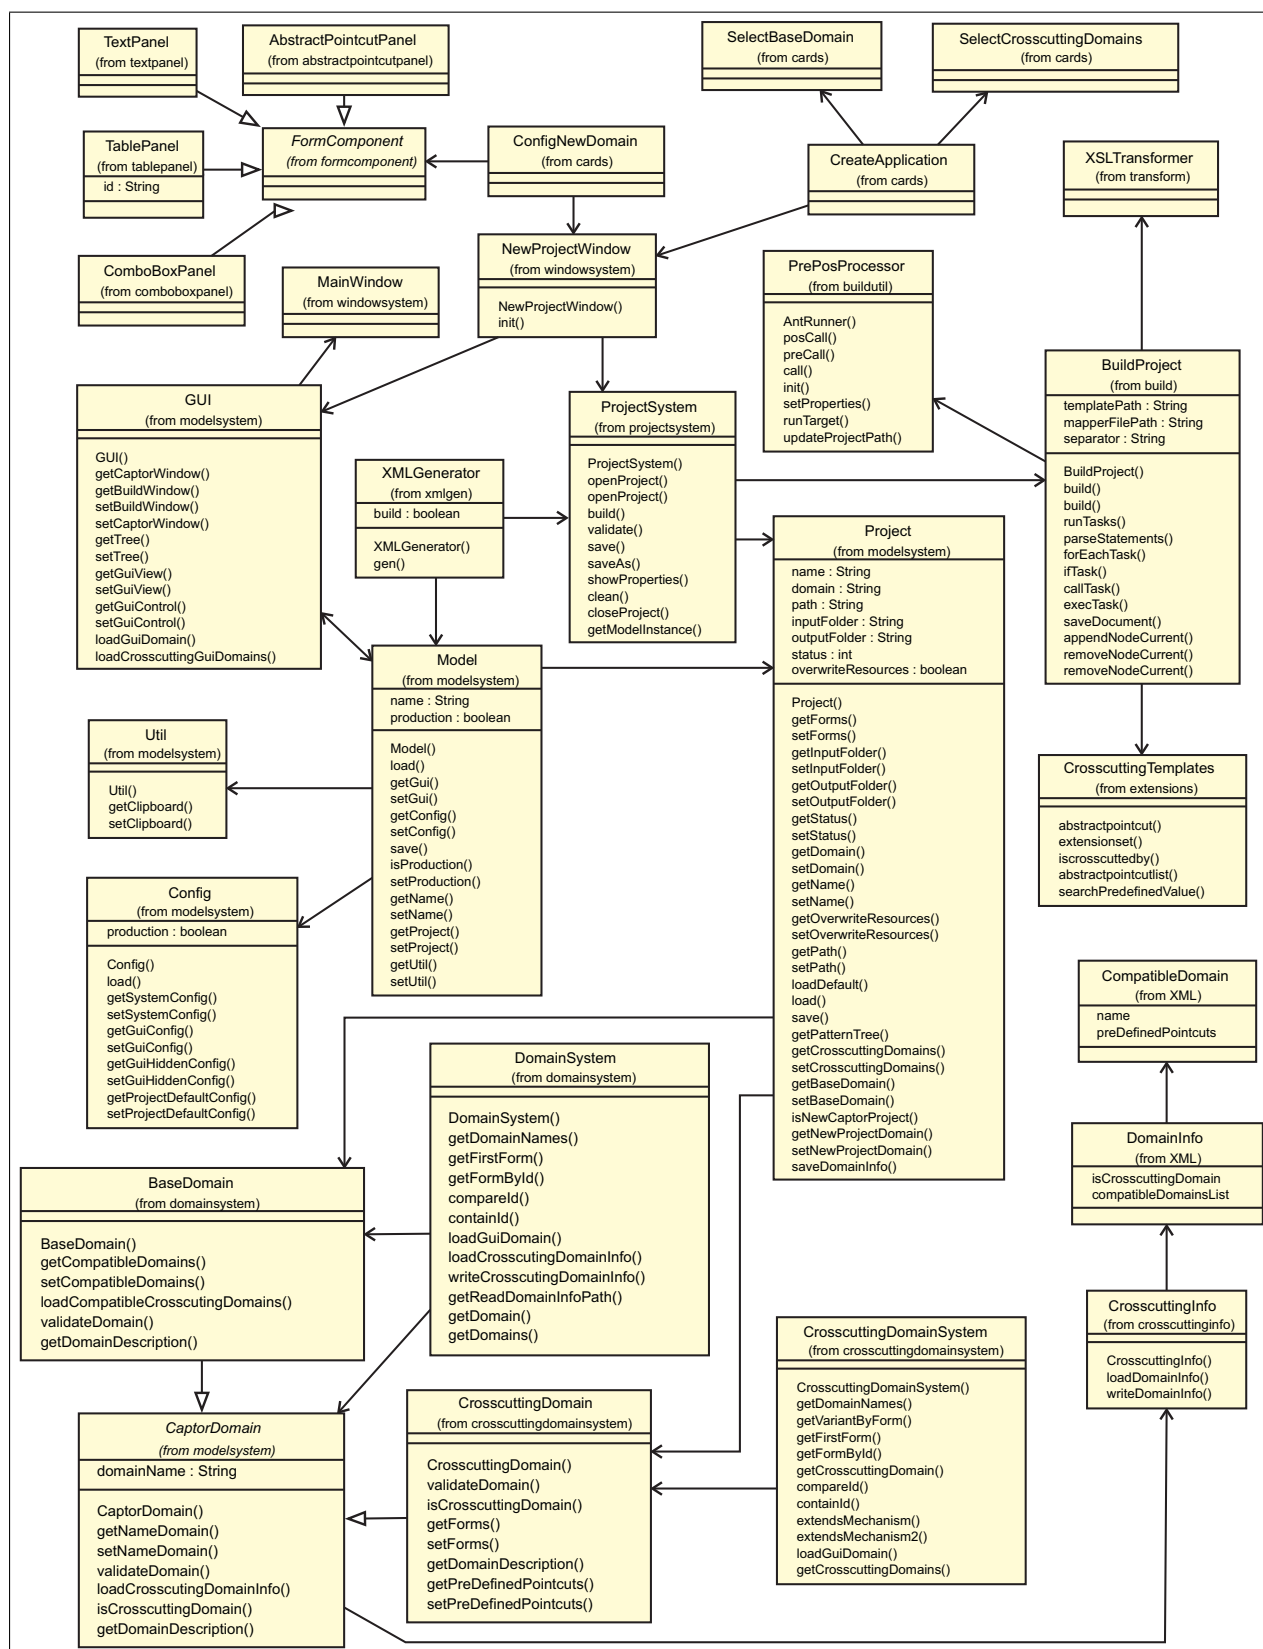 TextPanel
(from textpanel)
AbstractPointcutPanel
(from abstractpointcutpanel)
SelectBaseDomain
(from cards)
SelectCrosscuttingDomains
(from cards)
TablePanel
(from tablepanel)
id : String
FormComponent
(from formcomponent)
ConfigNewDomain
(from cards)
CreateApplication
(from cards)
XSLTransformer
(from transform)
ComboBoxPanel
(from comboboxpanel)
MainWindow
(from windowsystem)
NewProjectWindow
(from windowsystem)
NewProjectWindow()
init()
PrePosProcessor
(from buildutil)
AntRunner()
posCall()
preCall()
call()
init()
setProperties()
runTarget()
updateProjectPath()
BuildProject
(from build)
templatePath : String
mapperFilePath : String
separator : String
BuildProject()
build()
build()
runTasks()
parseStatements()
forEachTask()
ifTask()
callTask()
execTask()
saveDocument()
appendNodeCurrent()
removeNodeCurrent()
removeNodeCurrent()
GUI
(from modelsystem)
GUI()
getCaptorWindow()
getBuildWindow()
setBuildWindow()
setCaptorWindow()
getTree()
setTree()
getGuiView()
setGuiView()
getGuiControl()
setGuiControl()
loadGuiDomain()
loadCrosscuttingGuiDomains()
XMLGenerator
(from xmlgen)
build : boolean
XMLGenerator()
gen()
ProjectSystem
(from projectsystem)
ProjectSystem()
openProject()
openProject()
build()
validate()
save()
saveAs()
showProperties()
clean()
closeProject()
getModelInstance()
Project
(from modelsystem)
name : String
domain : String
path : String
inputFolder : String
outputFolder : String
status : int
overwriteResources : boolean
Project()
getForms()
setForms()
getInputFolder()
setInputFolder()
getOutputFolder()
setOutputFolder()
getStatus()
setStatus()
getDomain()
setDomain()
getName()
setName()
getOverwriteResources()
setOverwriteResources()
getPath()
setPath()
loadDefault()
load()
save()
getPatternTree()
getCrosscuttingDomains()
setCrosscuttingDomains()
getBaseDomain()
setBaseDomain()
isNewCaptorProject()
getNewProjectDomain()
setNewProjectDomain()
saveDomainInfo()
Model
(from modelsystem)
name : String
production : boolean
Model()
load()
getGui()
setGui()
getConfig()
setConfig()
save()
isProduction()
setProduction()
getName()
setName()
getProject()
setProject()
getUtil()
setUtil()
Util
(from modelsystem)
Util()
getClipboard()
setClipboard()
CrosscuttingTemplates
(from extensions)
abstractpointcut()
extensionset()
iscrosscuttedby()
abstractpointcutlist()
searchPredefinedValue()
Config
(from modelsystem)
production : boolean
Config()
load()
getSystemConfig()
setSystemConfig()
getGuiConfig()
setGuiConfig()
getGuiHiddenConfig()
setGuiHiddenConfig()
getProjectDefaultConfig()
setProjectDefaultConfig()
CompatibleDomain
(from XML)
name
preDefinedPointcuts
DomainSystem
(from domainsystem)
DomainSystem()
getDomainNames()
getFirstForm()
getFormById()
compareId()
containId()
loadGuiDomain()
loadCrosscutingDomainInfo()
writeCrosscutingDomainInfo()
getReadDomainInfoPath()
getDomain()
getDomains()
DomainInfo
(from XML)
isCrosscuttingDomain
compatibleDomainsList
BaseDomain
(from domainsystem)
BaseDomain()
getCompatibleDomains()
setCompatibleDomains()
loadCompatibleCrosscutingDomains()
validateDomain()
getDomainDescription()
CrosscuttingInfo
(from crosscuttinginfo)
CrosscuttingInfo()
loadDomainInfo()
writeDomainInfo()
CrosscuttingDomainSystem
(from crosscuttingdomainsystem)
CrosscuttingDomainSystem()
getDomainNames()
getVariantByForm()
getFirstForm()
getFormById()
getCrosscuttingDomain()
compareId()
containId()
extendsMechanism()
extendsMechanism2()
loadGuiDomain()
getCrosscuttingDomains()
CrosscuttingDomain
(from crosscuttingdomainsystem)
CrosscuttingDomain()
validateDomain()
isCrosscuttingDomain()
getForms()
setForms()
getDomainDescription()
getPreDefinedPointcuts()
setPreDefinedPointcuts()
CaptorDomain
(from modelsystem)
domainName : String
CaptorDomain()
getNameDomain()
setNameDomain()
validateDomain()
loadCrosscutingDomainInfo()
isCrosscuttingDomain()
getDomainDescription()